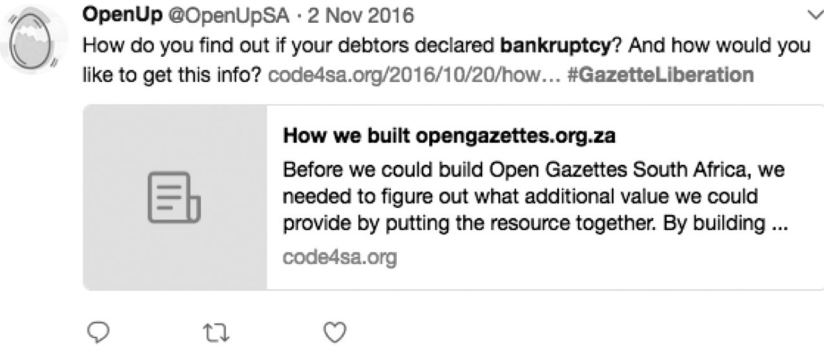 OpenUp @OpenUpSA · 2 Nov 2016
How do you find out if your debtors declared bankruptcy? And how would you
like to get this info? code4sa.org/2016/10/20/how… #GazetteLiberation
How we built opengazettes.org.za
Before we could build Open Gazettes South Africa, we
needed to figure out what additional value we could
provide by putting the resource together. By building ...
code4sa.org